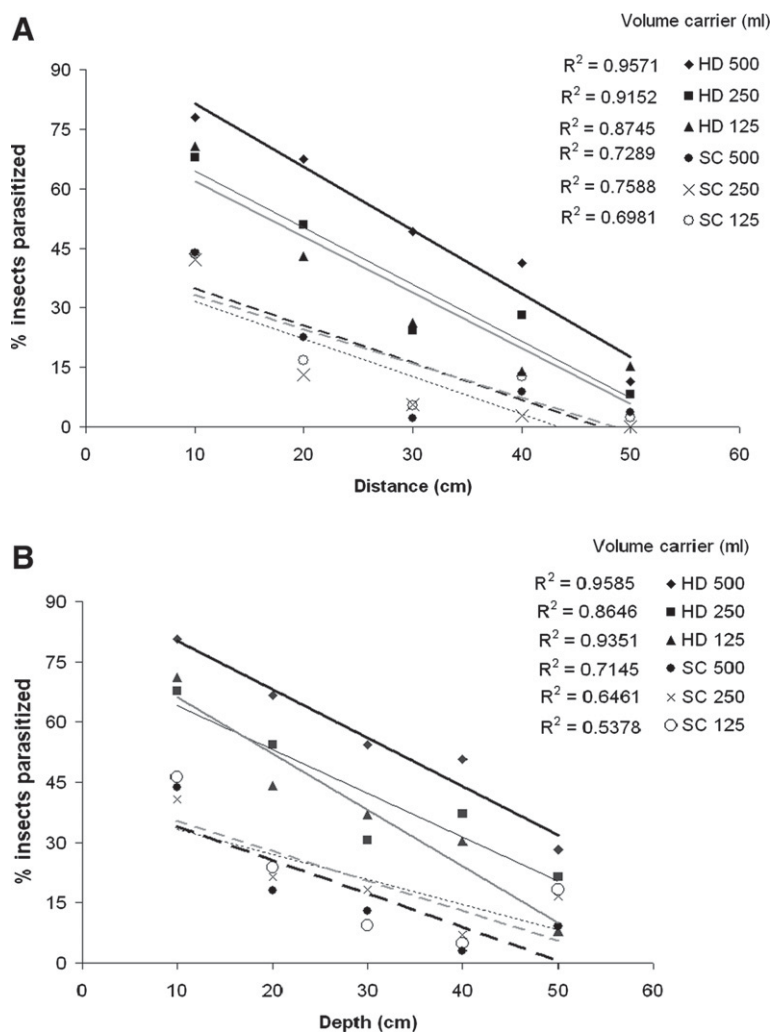 A
Volume carrier (ml)
R² = 0.9571 HD 500
R² = 0.9152 HD 250
R² = 0.8745 HD 125
R² = 0.7289 SC 500
R² = 0.7588 SC 250
R² = 0.6981 SC 125
% insects parasitized
90
75
60
45
30
15
0
0 10 20 30 40 50 60
Distance (cm)
B
Volume carrier (ml)
R² = 0.9585 HD 500
R² = 0.8646 HD 250
R² = 0.9351 HD 125
R² = 0.7145 SC 500
R² = 0.6461 SC 250
R² = 0.5378 SC 125
% insects parasitized
90
75
60
45
30
15
0
0 10 20 30 40 50 60
Depth (cm)